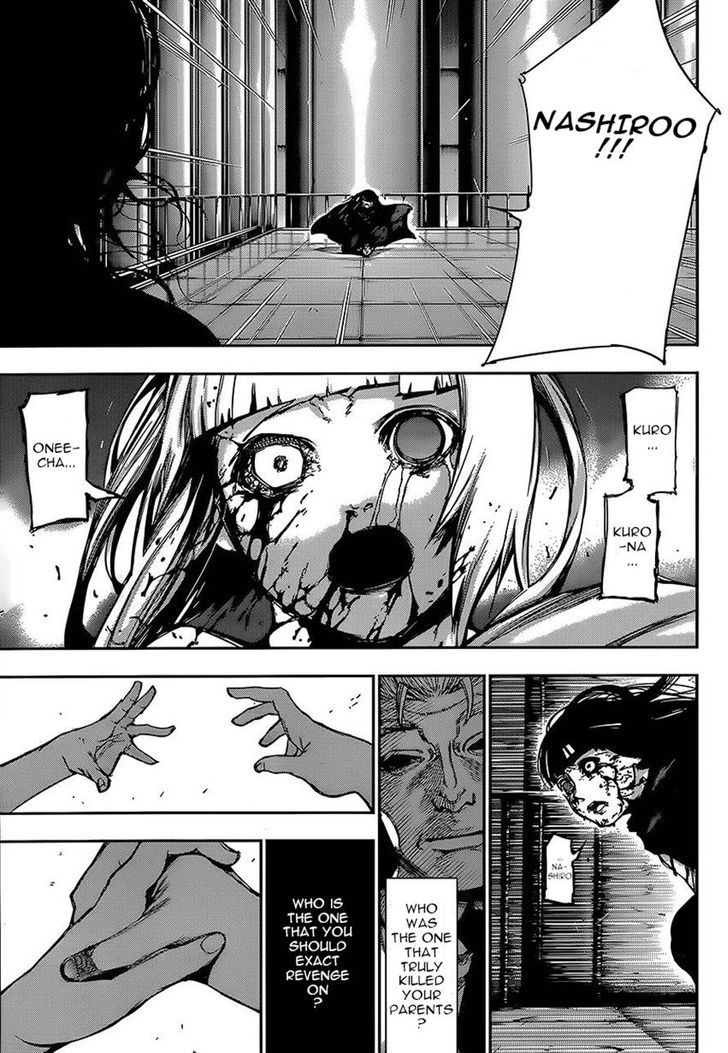 NASHIROO
!!!
KURO
...
KURO
-NA
...
ONEE-
CHA...
...
NA-
SHIRO
WHO
WAS
THE ONE
THAT
TRULY
KILLED
YOUR
PARENTS
?
WHO IS
THE ONE
THAT YOU
SHOULD
EXACT
REVENGE
ON
?